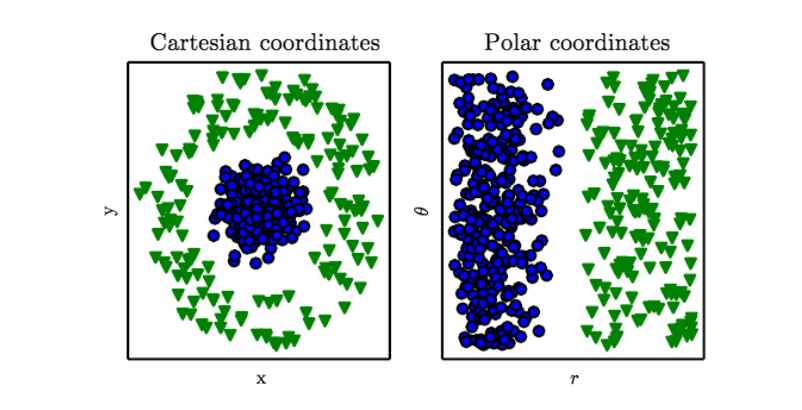 Cartesian coordinates
Polar coordinates
y
θ
x
r